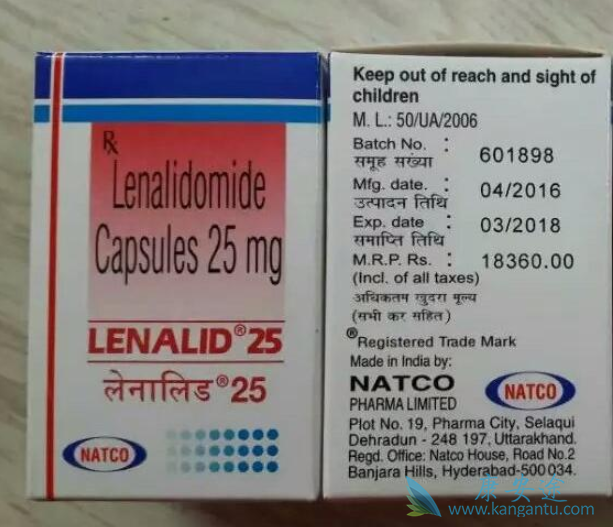 Rx
Lenalidomide
Capsules 25 mg
LENALID® 25
लेनालिड® 25
NATCO
Keep out of reach and sight of
children
M. L.: 50/UA/2006
Batch No. : 601898
समूह सख्या
Mfg. date. : 04/2016
उत्पादन तिथि
Exp. date : 03/2018
समाप्ति तिथि
M.R.P. Rs. : 18360.00
(Incl. of all taxes)
अधिकतम खुदरा मूल्य
(सभी कर सहित)
®Registered Trade Mark
Made in India by:
NATCO
PHARMA LIMITED
NATCO
Plot No. 19, Pharma City, Selaqui
Dehradun - 248 197, Uttarakhand.
Regd. Office: Natco House, Road No.2
Banjara Hills, Hyderabad-500 034.
康安途
www.kangantu.com